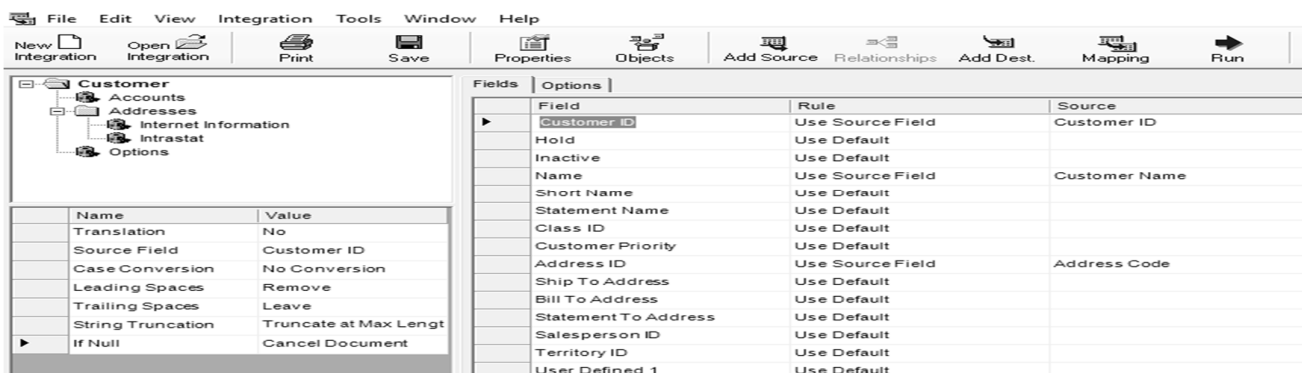 File Edit View Integration Tools Window Help
New Integration Open Integration Print Save Properties Objects Add Source Relationships Add Dest. Mapping Run
Customer
Accounts
Addresses
Internet Information
Intrastat
Options
Name Value
Translation No
Source Field Customer ID
Case Conversion No Conversion
Leading Spaces Remove
Trailing Spaces Leave
String Truncation Truncate at Max Lengt
If Null Cancel Document
Fields Options
Field Rule Source
Customer ID Use Source Field Customer ID
Hold Use Default
Inactive Use Default
Name Use Source Field Customer Name
Short Name Use Default
Statement Name Use Default
Class ID Use Default
Customer Priority Use Default
Address ID Use Source Field Address Code
Ship To Address Use Default
Bill To Address Use Default
Statement To Address Use Default
Salesperson ID Use Default
Territory ID Use Default
User Defined 1 Use Default